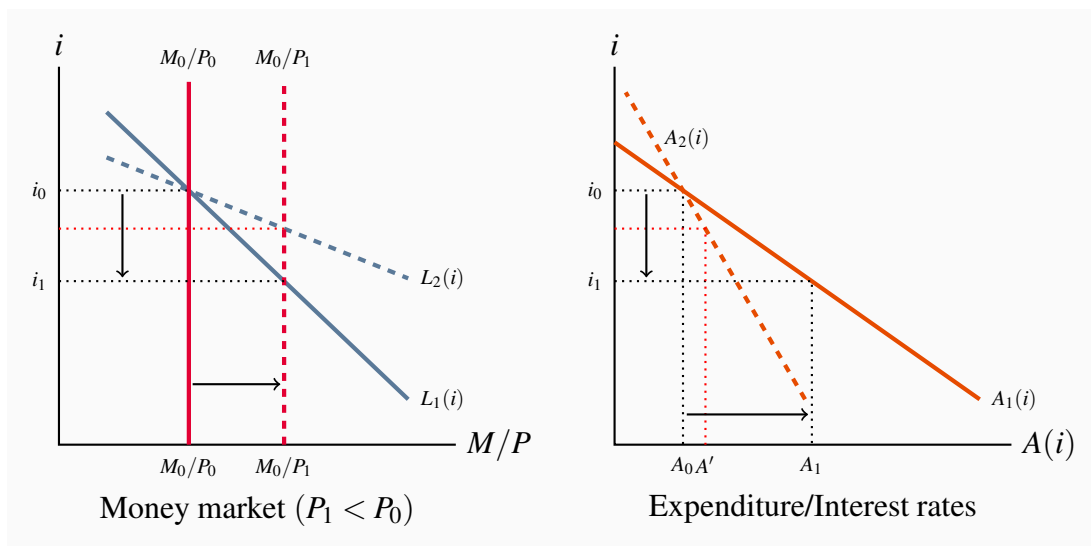 i
M₀/P₀
M₀/P₁
i₀
i₁
L₂(i)
L₁(i)
M/P
M₀/P₀
M₀/P₁
Money market (P₁ < P₀)
i
A₂(i)
i₀
i₁
A₁(i)
A(i)
A₀
A′
A₁
Expenditure/Interest rates